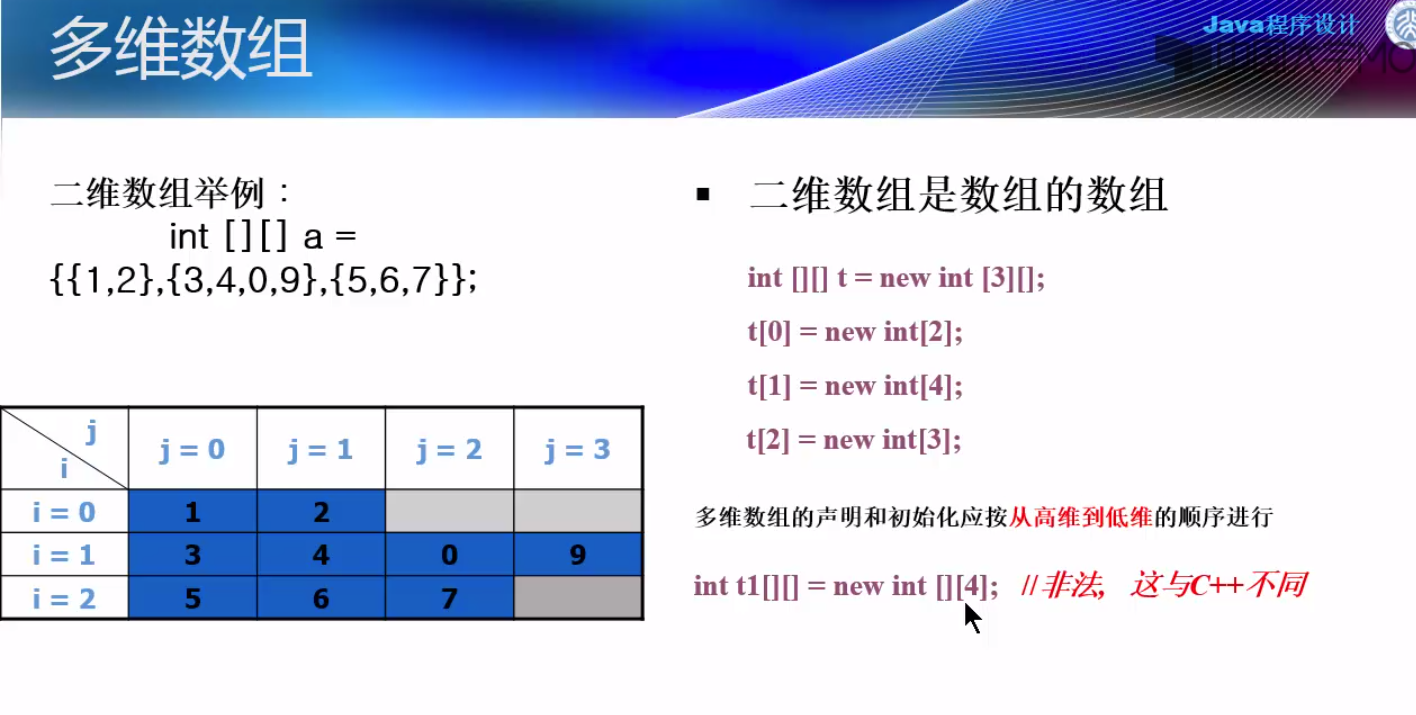 多维数组
Java程序设计
二维数组举例：
int [][] a =
{{1,2},{3,4,0,9},{5,6,7}};
j
i
j = 0
j = 1
j = 2
j = 3
i = 0
1
2
i = 1
3
4
0
9
i = 2
5
6
7
▪ 二维数组是数组的数组
int [][] t = new int [3][];
t[0] = new int[2];
t[1] = new int[4];
t[2] = new int[3];
多维数组的声明和初始化应按从高维到低维的顺序进行
int t1[][] = new int [][4]; //非法，这与C++不同